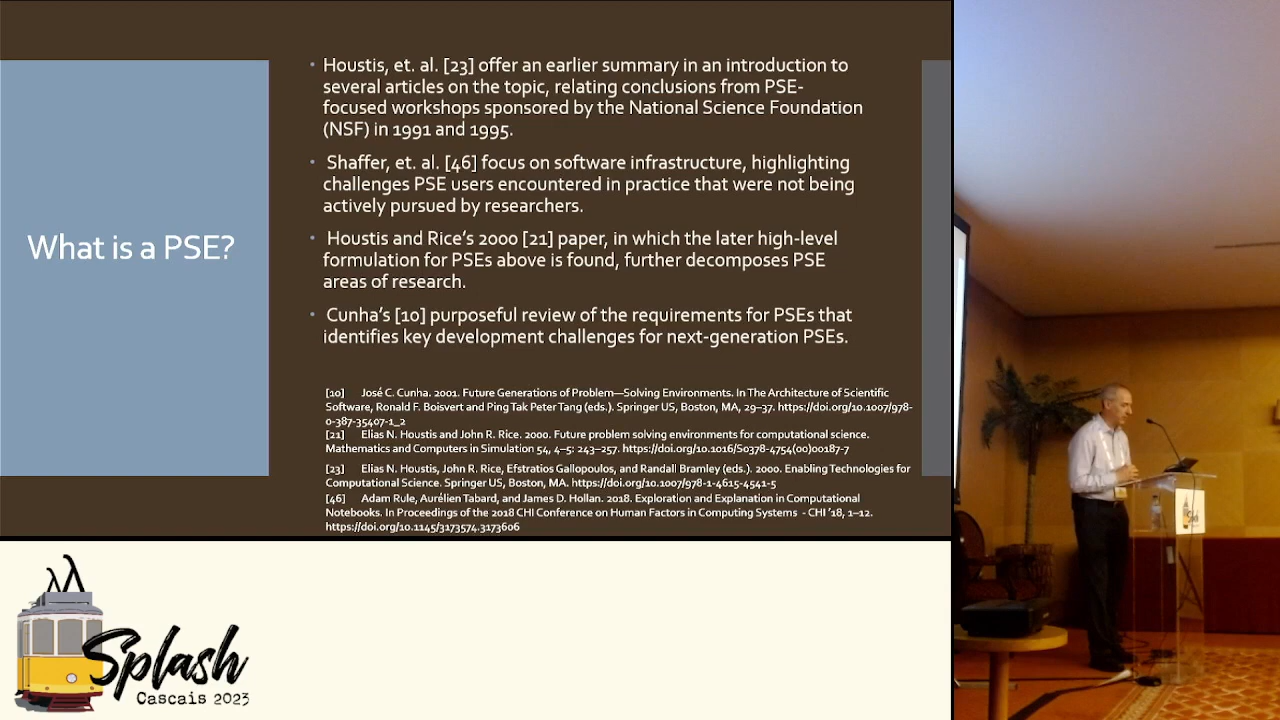 What is a PSE?
• Houstis, et. al. [23] offer an earlier summary in an introduction to
several articles on the topic, relating conclusions from PSE-
focused workshops sponsored by the National Science Foundation
(NSF) in 1991 and 1995.
• Shaffer, et. al. [46] focus on software infrastructure, highlighting
challenges PSE users encountered in practice that were not being
actively pursued by researchers.
• Houstis and Rice's 2000 [21] paper, in which the later high-level
formulation for PSEs above is found, further decomposes PSE
areas of research.
• Cunha's [10] purposeful review of the requirements for PSEs that
identifies key development challenges for next-generation PSEs.
[10] José C. Cunha. 2001. Future Generations of Problem—Solving Environments. In The Architecture of Scientific
Software, Ronald F. Boisvert and Ping Tak Peter Tang (eds.). Springer US, Boston, MA, 29–37. https://doi.org/10.1007/978-
0-387-35407-1_2
[21] Elias N. Houstis and John R. Rice. 2000. Future problem solving environments for computational science.
Mathematics and Computers in Simulation 54, 4–5: 243–257. https://doi.org/10.1016/S0378-4754(00)00187-7
[23] Elias N. Houstis, John R. Rice, Efstratios Gallopoulos, and Randall Bramley (eds.). 2000. Enabling Technologies for
Computational Science. Springer US, Boston, MA. https://doi.org/10.1007/978-1-4615-4541-5
[46] Adam Rule, Aurélien Tabard, and James D. Hollan. 2018. Exploration and Explanation in Computational
Notebooks. In Proceedings of the 2018 CHI Conference on Human Factors in Computing Systems - CHI '18, 1–12.
https://doi.org/10.1145/3173574.3173606
Splash
Cascais 2023